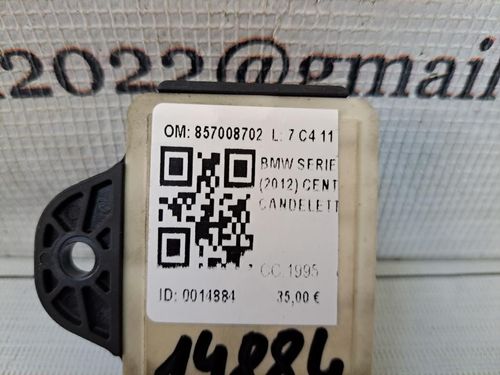 2022@gmail
OM: 857008702 L: 7 C4 11
BMW SERIE
(2012) CENT
CANDELETT
CC.1995
ID: 0014884 35,00 €
14884